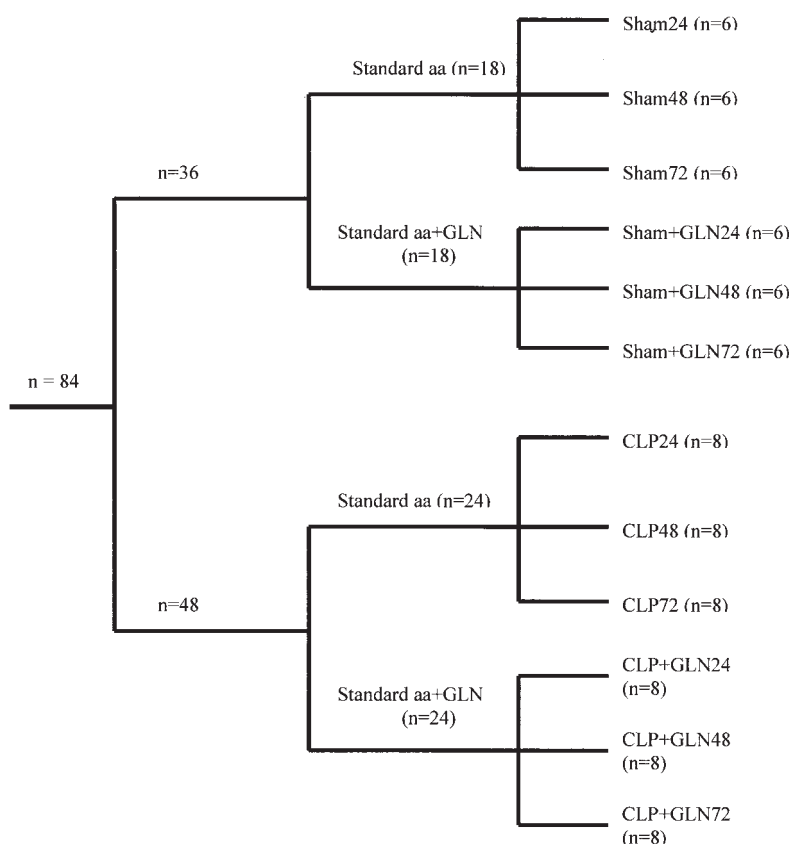 Sham24 (n=6)
Standard aa (n=18)
Sham48 (n=6)
n=36
Sham72 (n=6)
Standard aa+GLN
(n=18)
Sham+GLN24 (n=6)
Sham+GLN48 (n=6)
Sham+GLN72 (n=6)
n = 84
CLP24 (n=8)
Standard aa (n=24)
CLP48 (n=8)
n=48
CLP72 (n=8)
CLP+GLN24
(n=8)
Standard aa+GLN
(n=24)
CLP+GLN48
(n=8)
CLP+GLN72
(n=8)